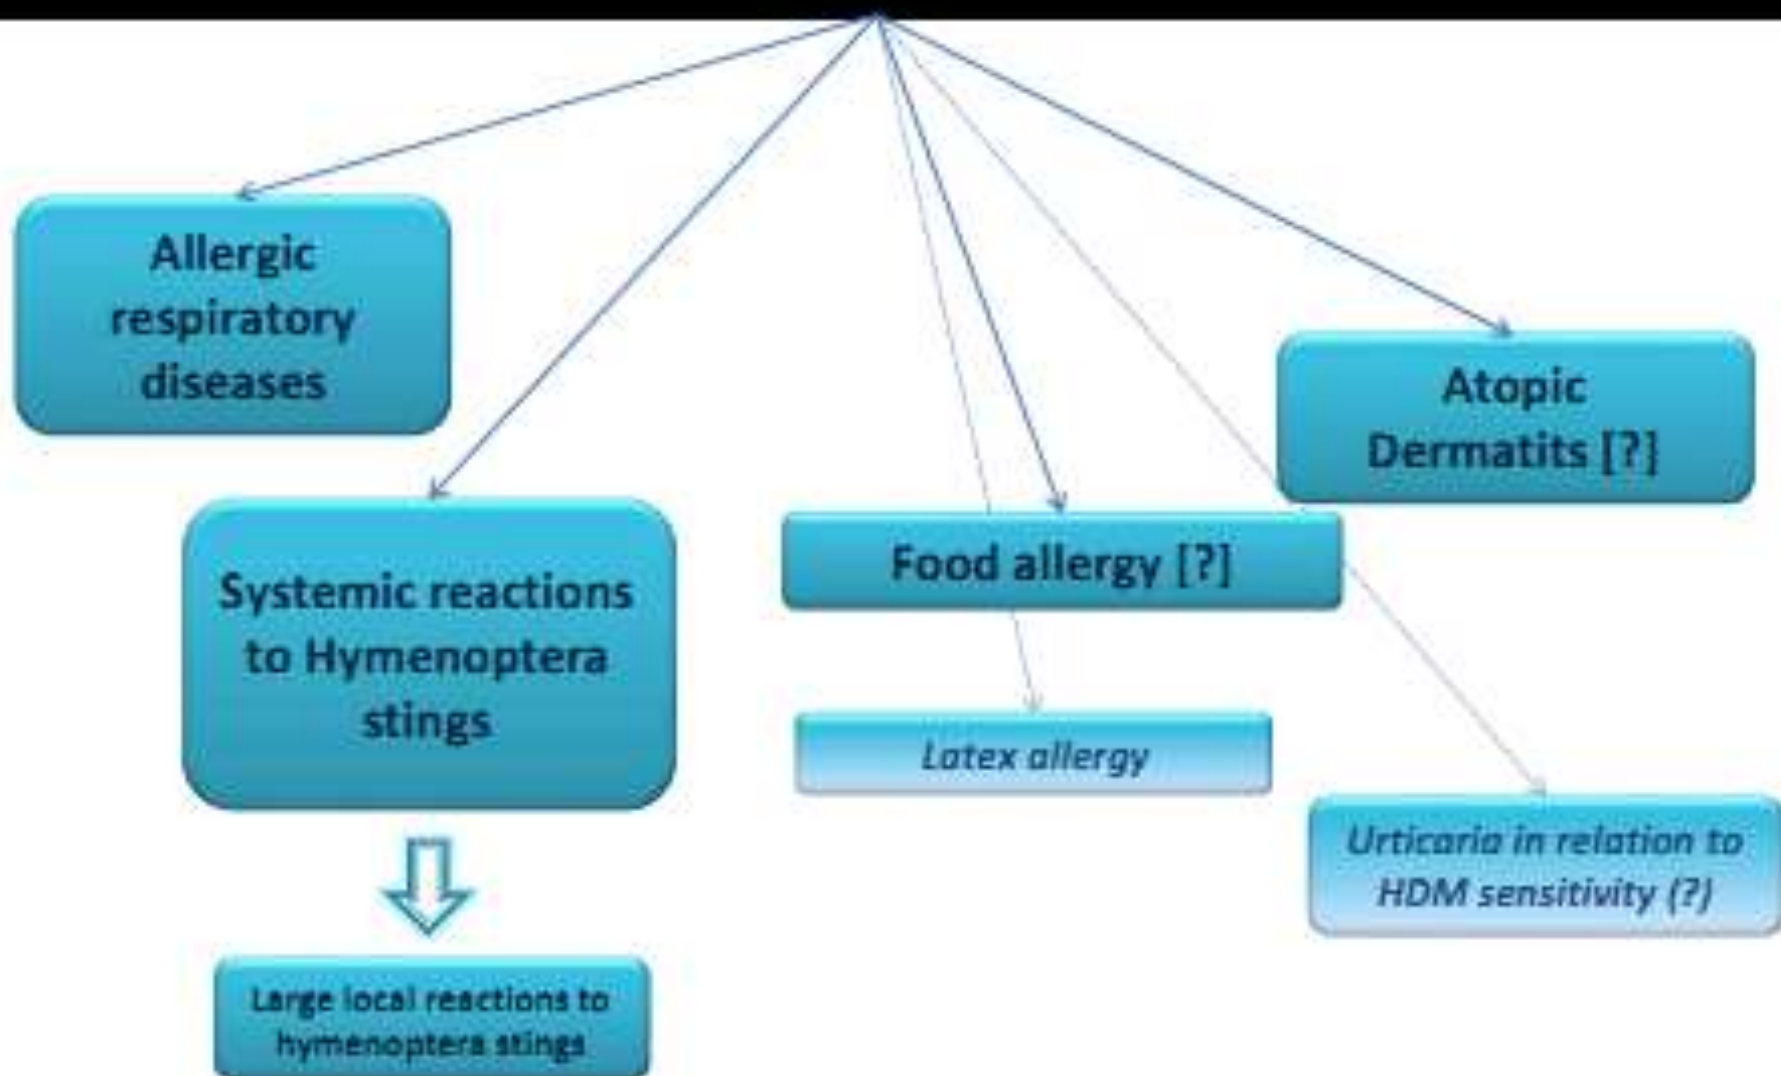 Allergic
respiratory
diseases
Atopic
Dermatits [?]
Systemic reactions
to Hymenoptera
stings
Food allergy [?]
Latex allergy
Urticaria in relation to
HDM sensitivity (?)
Large local reactions to
hymenoptera stings